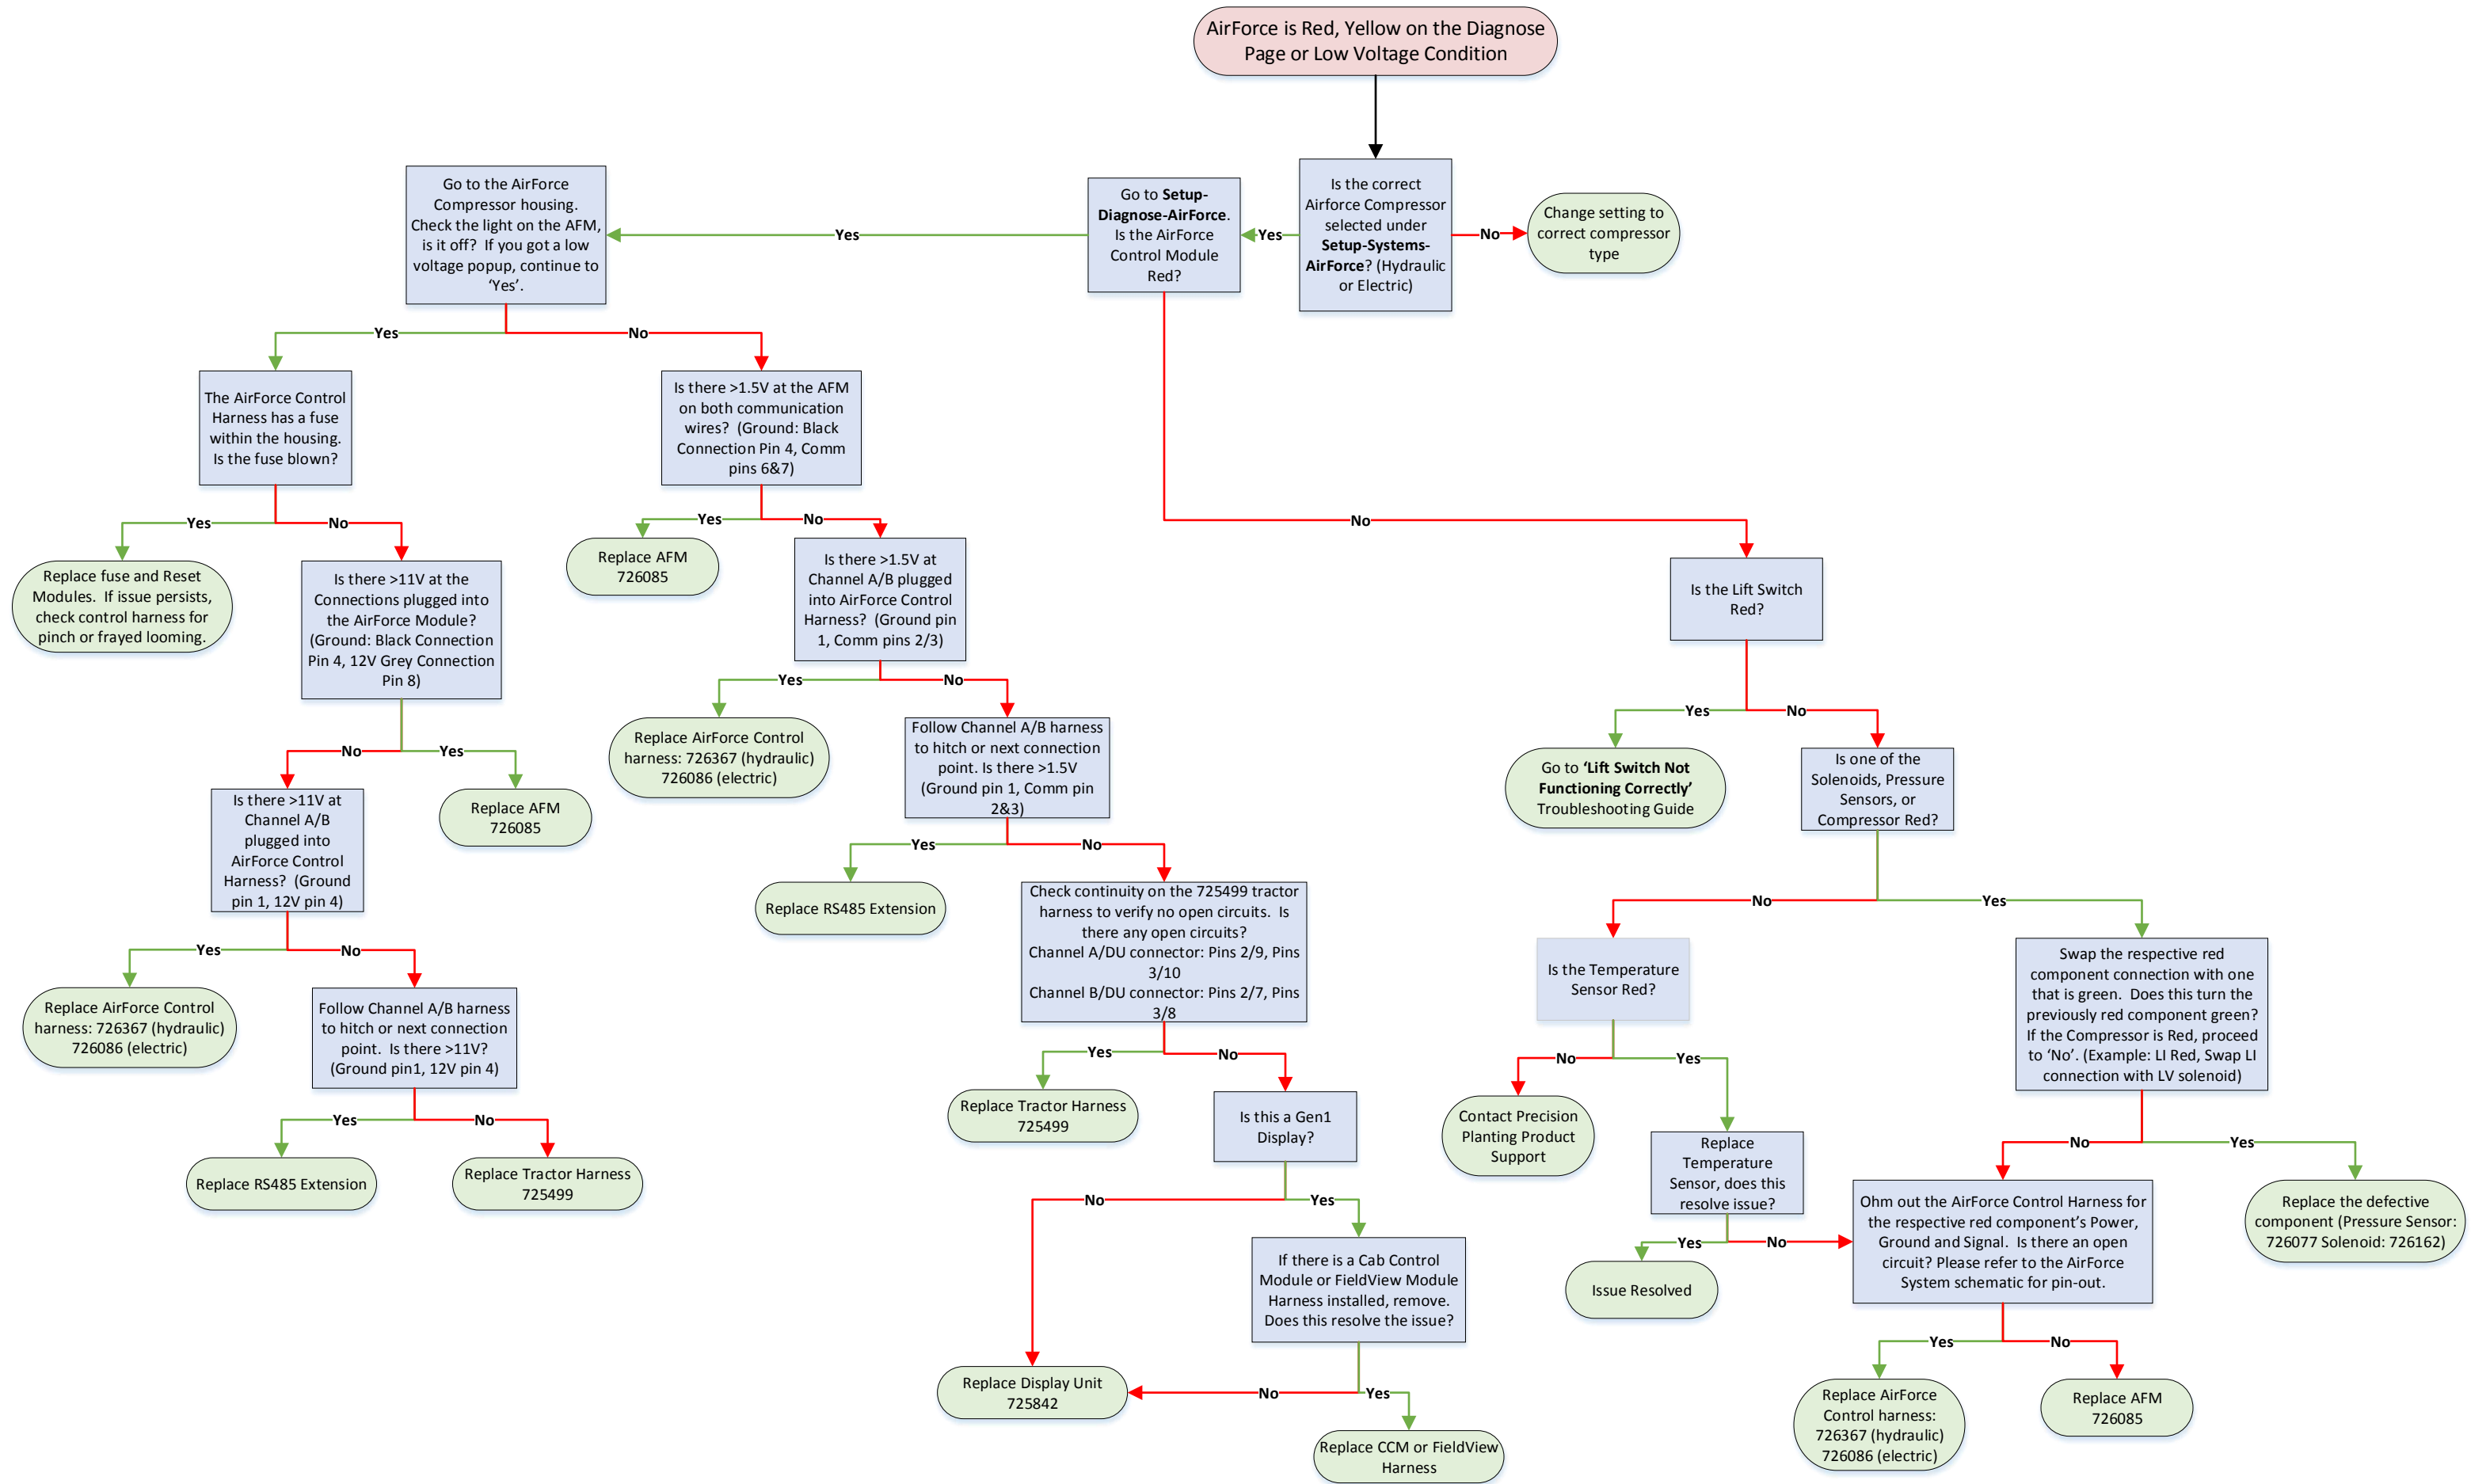 AirForce is Red, Yellow on the Diagnose
Page or Low Voltage Condition
Is the correct
Airforce Compressor
selected under
Setup-Systems-
AirForce? (Hydraulic
or Electric)
No
Change setting to
correct compressor
type
Yes
Go to Setup-
Diagnose-AirForce.
Is the AirForce
Control Module
Red?
Yes
Go to the AirForce
Compressor housing.
Check the light on the AFM,
is it off? If you got a low
voltage popup, continue to
‘Yes’.
Yes
No
The AirForce Control
Harness has a fuse
within the housing.
Is the fuse blown?
Yes
No
Replace fuse and Reset
Modules. If issue persists,
check control harness for
pinch or frayed looming.
Is there >11V at the
Connections plugged into
the AirForce Module?
(Ground: Black Connection
Pin 4, 12V Grey Connection
Pin 8)
No
Yes
Replace AFM
726085
Is there >11V at
Channel A/B
plugged into
AirForce Control
Harness? (Ground
pin 1, 12V pin 4)
Yes
No
Replace AirForce Control
harness: 726367 (hydraulic)
726086 (electric)
Follow Channel A/B harness
to hitch or next connection
point. Is there >11V?
(Ground pin1, 12V pin 4)
Yes
No
Replace RS485 Extension
Replace Tractor Harness
725499
Is there >1.5V at the AFM
on both communication
wires? (Ground: Black
Connection Pin 4, Comm
pins 6&7)
Yes
No
Replace AFM
726085
Is there >1.5V at
Channel A/B plugged
into AirForce Control
Harness? (Ground pin
1, Comm pins 2/3)
Yes
No
Replace AirForce Control
harness: 726367 (hydraulic)
726086 (electric)
Follow Channel A/B harness
to hitch or next connection
point. Is there >1.5V
(Ground pin 1, Comm pin
2&3)
Yes
No
Replace RS485 Extension
Check continuity on the 725499 tractor
harness to verify no open circuits. Is
there any open circuits?
Channel A/DU connector: Pins 2/9, Pins
3/10
Channel B/DU connector: Pins 2/7, Pins
3/8
Yes
No
Replace Tractor Harness
725499
Is this a Gen1
Display?
No
Yes
If there is a Cab Control
Module or FieldView Module
Harness installed, remove.
Does this resolve the issue?
No
Yes
Replace Display Unit
725842
Replace CCM or FieldView
Harness
No
Is the Lift Switch
Red?
Yes
No
Go to ‘Lift Switch Not
Functioning Correctly’
Troubleshooting Guide
Is one of the
Solenoids, Pressure
Sensors, or
Compressor Red?
No
Yes
Is the Temperature
Sensor Red?
No
Yes
Contact Precision
Planting Product
Support
Replace
Temperature
Sensor, does this
resolve issue?
Yes
No
Issue Resolved
Swap the respective red
component connection with one
that is green. Does this turn the
previously red component green?
If the Compressor is Red, proceed
to ‘No’. (Example: LI Red, Swap LI
connection with LV solenoid)
No
Yes
Replace the defective
component (Pressure Sensor:
726077 Solenoid: 726162)
Ohm out the AirForce Control Harness for
the respective red component’s Power,
Ground and Signal. Is there an open
circuit? Please refer to the AirForce
System schematic for pin-out.
Yes
No
Replace AirForce
Control harness:
726367 (hydraulic)
726086 (electric)
Replace AFM
726085